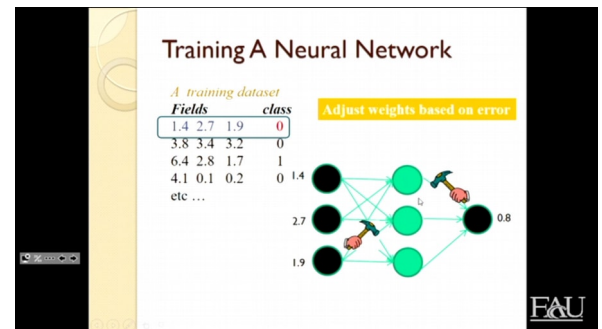 Training A Neural Network
A training dataset
Fields class
1.4 2.7 1.9 0
3.8 3.4 3.2 0
6.4 2.8 1.7 1
4.1 0.1 0.2 0
etc ...
Adjust weights based on error
1.4
2.7
1.9
0.8
FAU